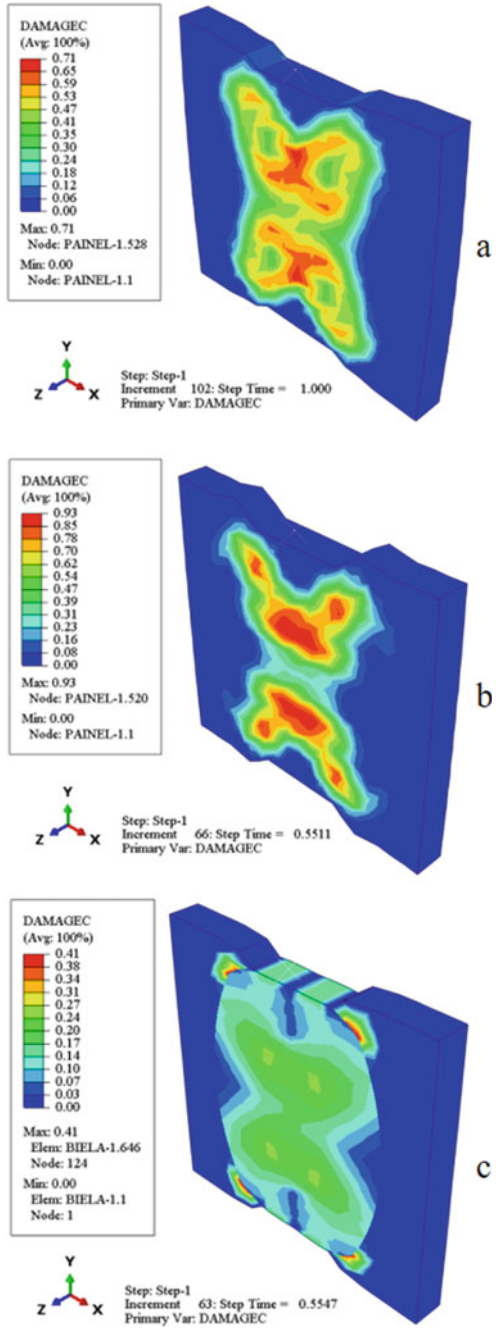 DAMAGEC
(Avg: 100%)
0.71
0.65
0.59
0.53
0.47
0.41
0.35
0.30
0.24
0.18
0.12
0.06
0.00
Max: 0.71
Node: PAINEL-1.528
Min: 0.00
Node: PAINEL-1.1
a
Y
Z X
Step: Step-1
Increment 102: Step Time = 1.000
Primary Var: DAMAGEC
DAMAGEC
(Avg: 100%)
0.93
0.85
0.78
0.70
0.62
0.54
0.47
0.39
0.31
0.23
0.16
0.08
0.00
Max: 0.93
Node: PAINEL-1.520
Min: 0.00
Node: PAINEL-1.1
b
Y
Z X
Step: Step-1
Increment 66: Step Time = 0.5511
Primary Var: DAMAGEC
DAMAGEC
(Avg: 100%)
0.41
0.38
0.34
0.31
0.27
0.24
0.20
0.17
0.14
0.10
0.07
0.03
0.00
Max: 0.41
Elem: BIELA-1.646
Node: 124
Min: 0.00
Elem: BIELA-1.1
Node: 1
c
Y
Z X
Step: Step-1
Increment 63: Step Time = 0.5547
Primary Var: DAMAGEC